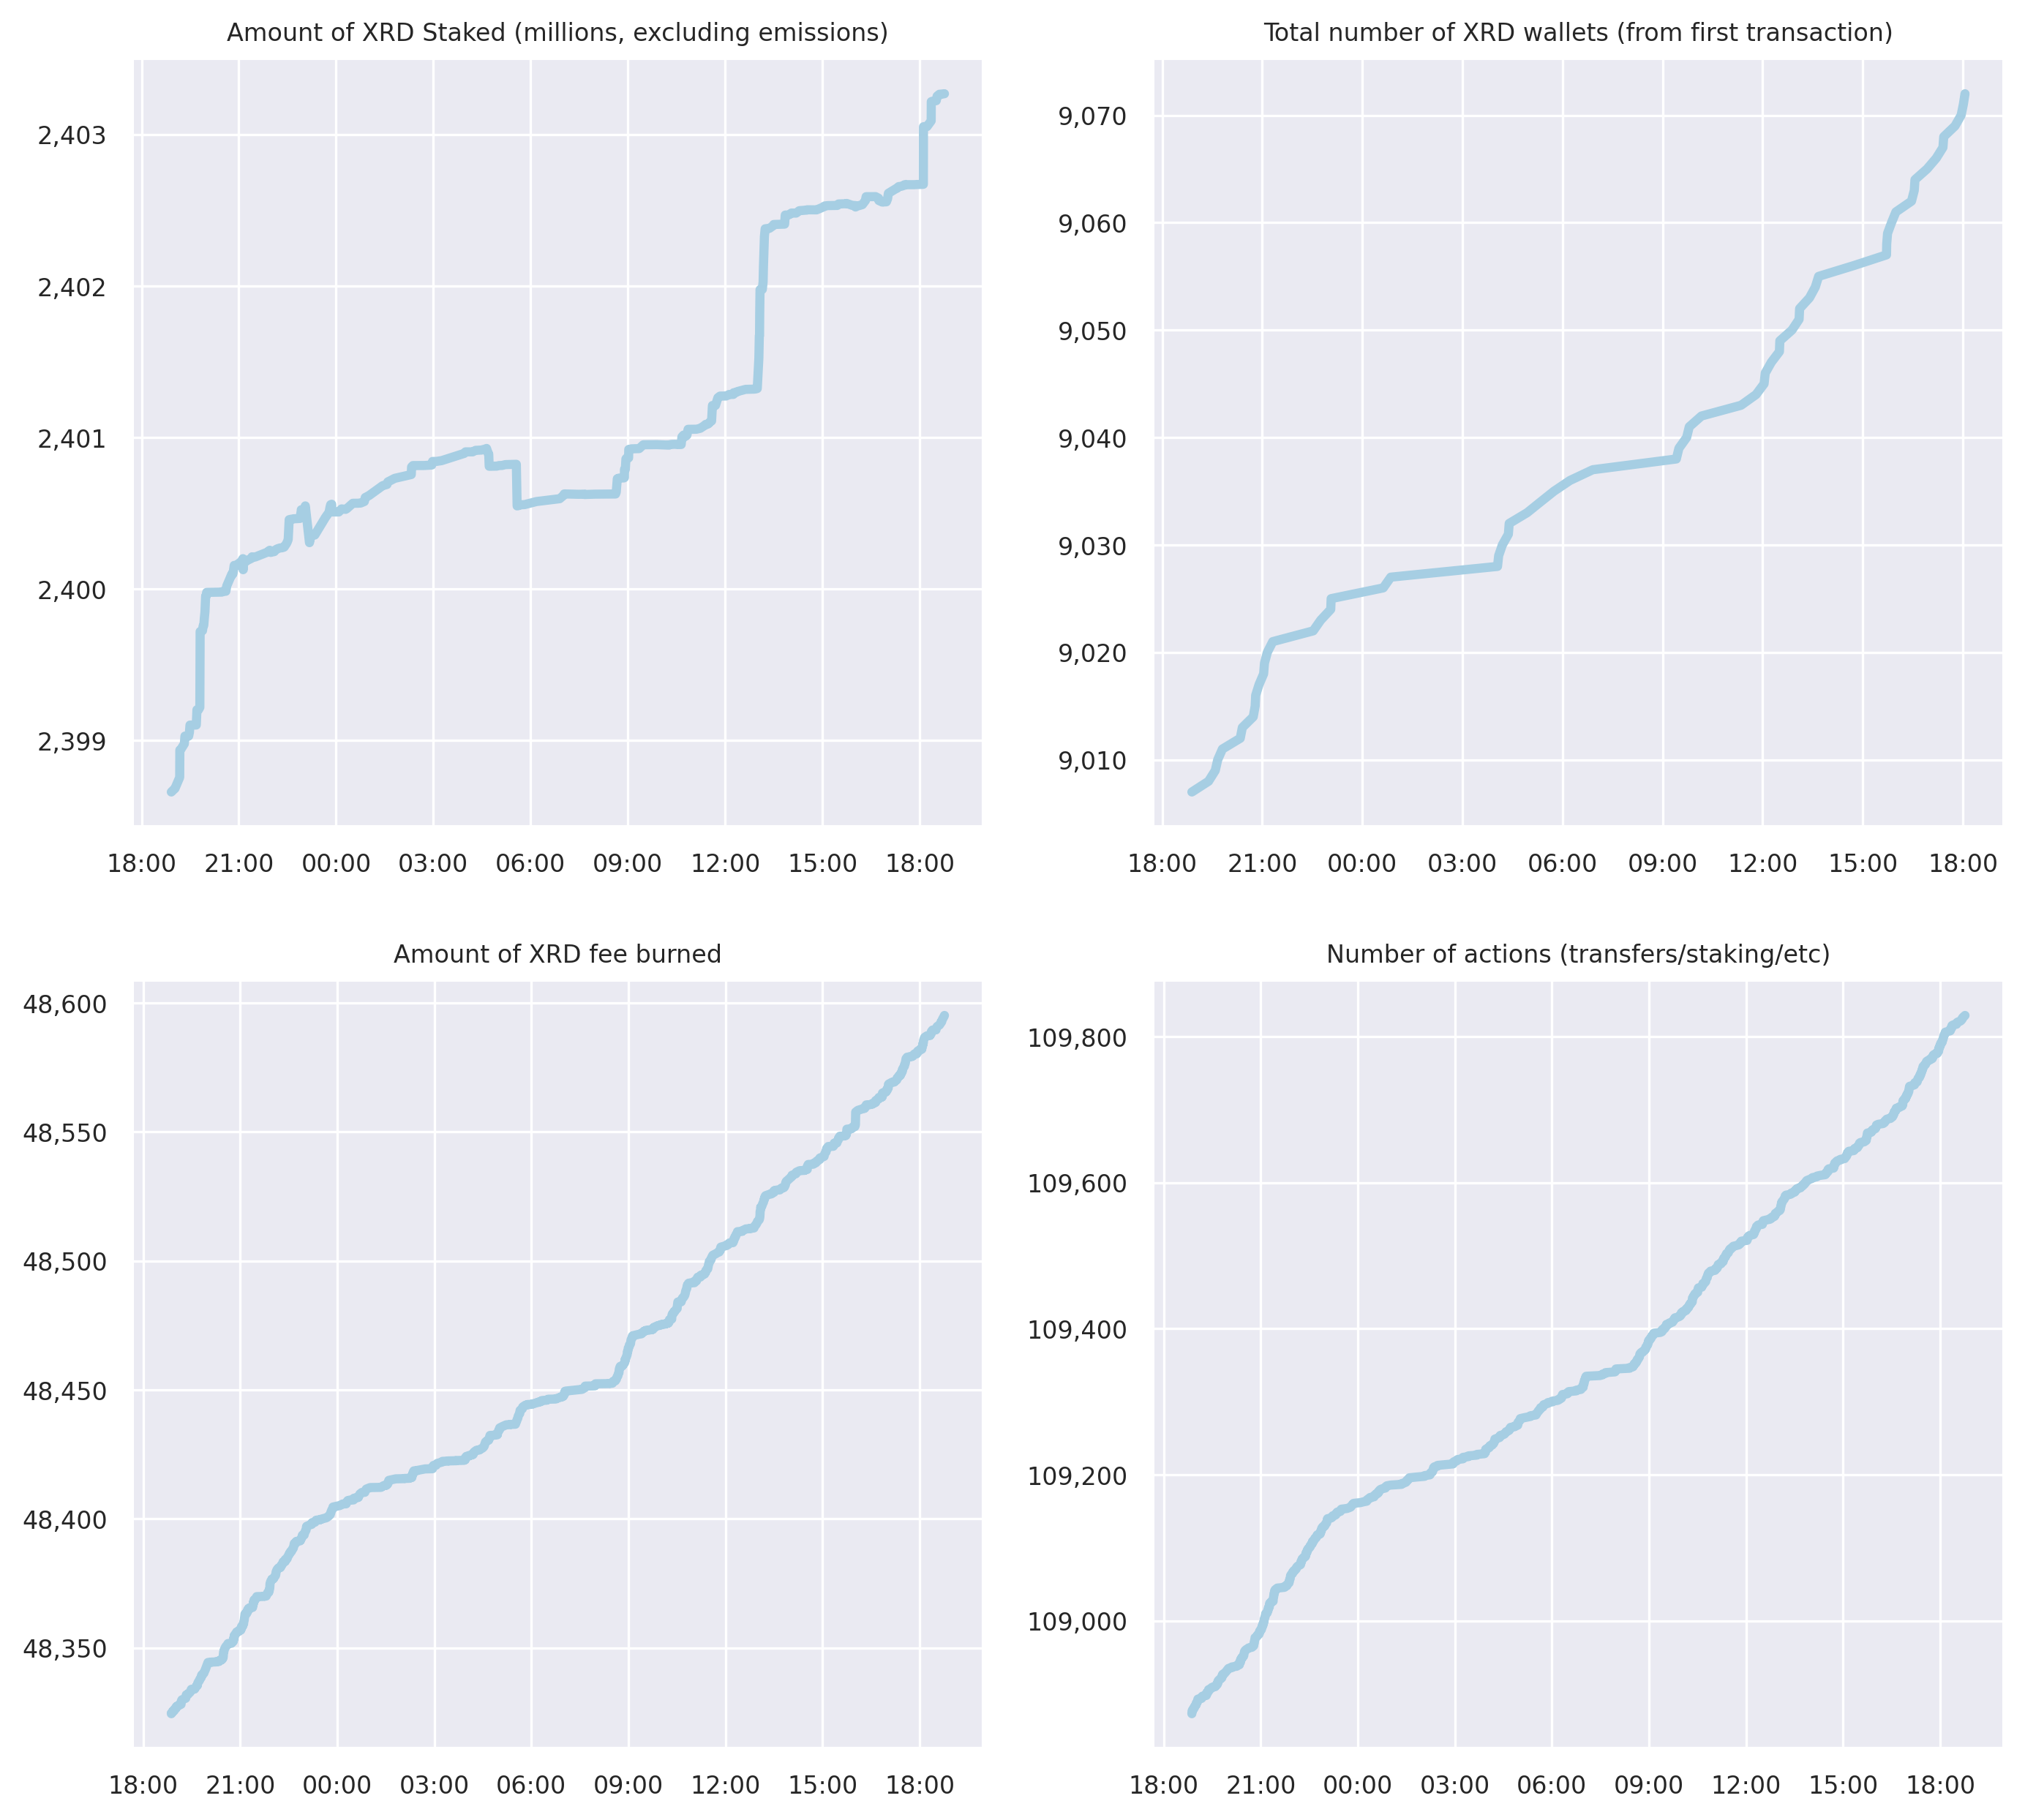 Amount of XRD Staked (millions, excluding emissions)
2,403
2,402
2,401
2,400
2,399
18:00 21:00 00:00 03:00 06:00 09:00 12:00 15:00 18:00
Total number of XRD wallets (from first transaction)
9,070
9,060
9,050
9,040
9,030
9,020
9,010
18:00 21:00 00:00 03:00 06:00 09:00 12:00 15:00 18:00
Amount of XRD fee burned
48,600
48,550
48,500
48,450
48,400
48,350
18:00 21:00 00:00 03:00 06:00 09:00 12:00 15:00 18:00
Number of actions (transfers/staking/etc)
109,800
109,600
109,400
109,200
109,000
18:00 21:00 00:00 03:00 06:00 09:00 12:00 15:00 18:00